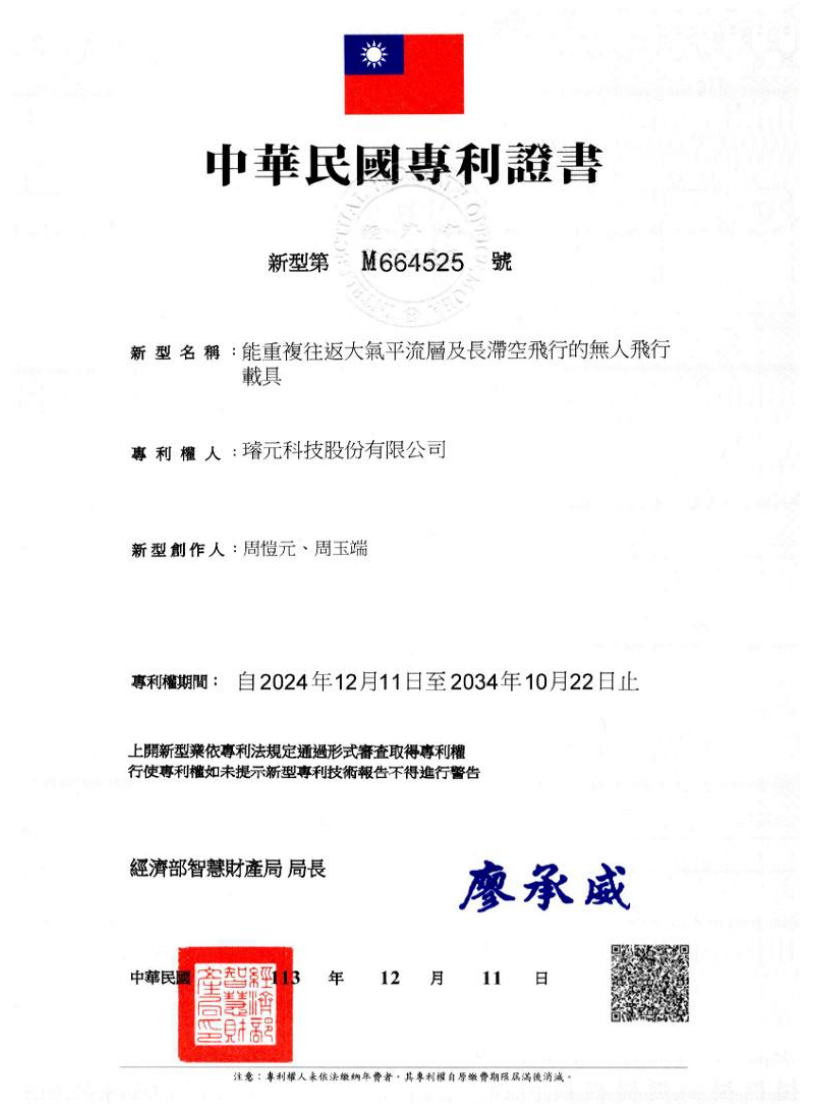 中華民國專利證書
新型第 M664525 號
新型名稱：能重複往返大氣平流層及長滯空飛行的無人飛行
載具
專利權人：璿元科技股份有限公司
新型創作人：周愷元、周玉端
專利權期間： 自2024年12月11日至2034年10月22日止
上開新型業依專利法規定通過形式審查取得專利權
行使專利權如未提示新型專利技術報告不得進行警告
經濟部智慧財產局 局長
廖承威
中華民國 113 年 12 月 11 日
經濟部智慧財產局印
注意：專利權人未依法繳納年費者，其專利權自原繳費期限屆滿後消滅。